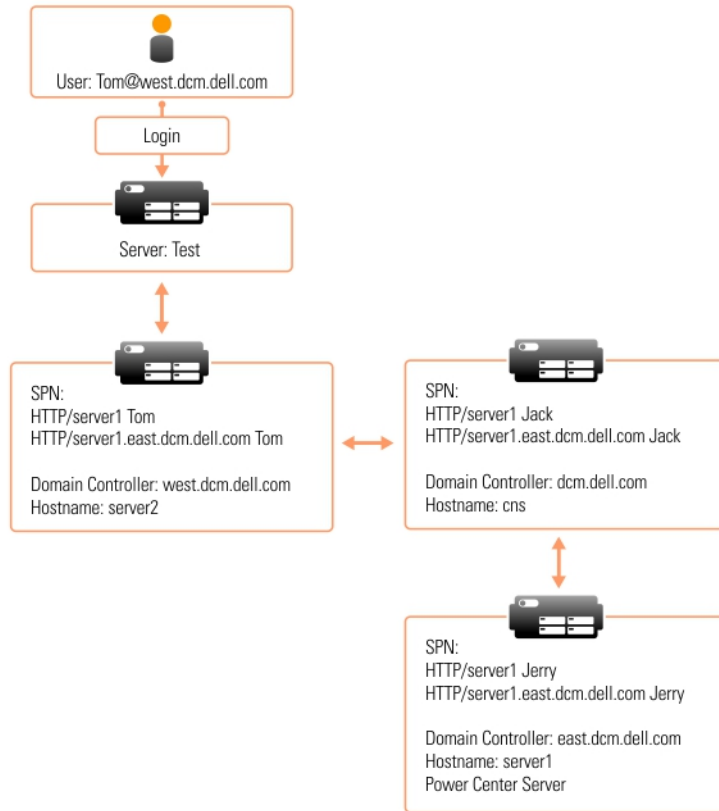 User: Tom@west.dcm.dell.com
Login
Server: Test
SPN:
HTTP/server1 Tom
HTTP/server1.east.dcm.dell.com Tom
Domain Controller: west.dcm.dell.com
Hostname: server2
SPN:
HTTP/server1 Jack
HTTP/server1.east.dcm.dell.com Jack
Domain Controller: dcm.dell.com
Hostname: cns
SPN:
HTTP/server1 Jerry
HTTP/server1.east.dcm.dell.com Jerry
Domain Controller: east.dcm.dell.com
Hostname: server1
Power Center Server